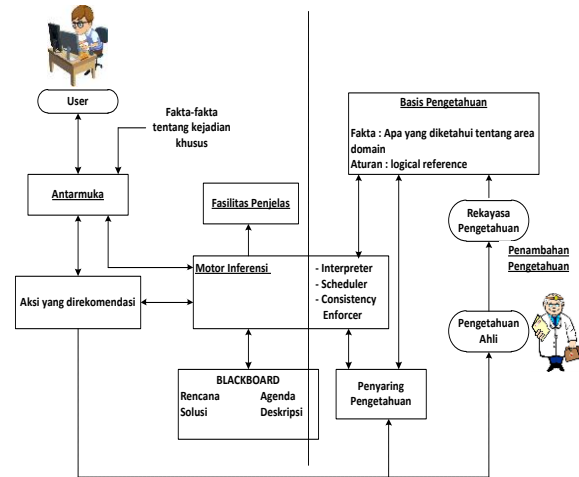 User
Fakta-fakta
tentang kejadian
khusus
Basis Pengetahuan
Fakta : Apa yang diketahui tentang area
domain
Aturan : logical reference
Antarmuka
Fasilitas Penjelas
Rekayasa
Pengetahuan
Penambahan
Pengetahuan
Motor Inferensi
- Interpreter
- Scheduler
- Consistency
Enforcer
Aksi yang direkomendasi
Pengetahuan
Ahli
BLACKBOARD
Rencana Agenda
Solusi Deskripsi
Penyaring
Pengetahuan